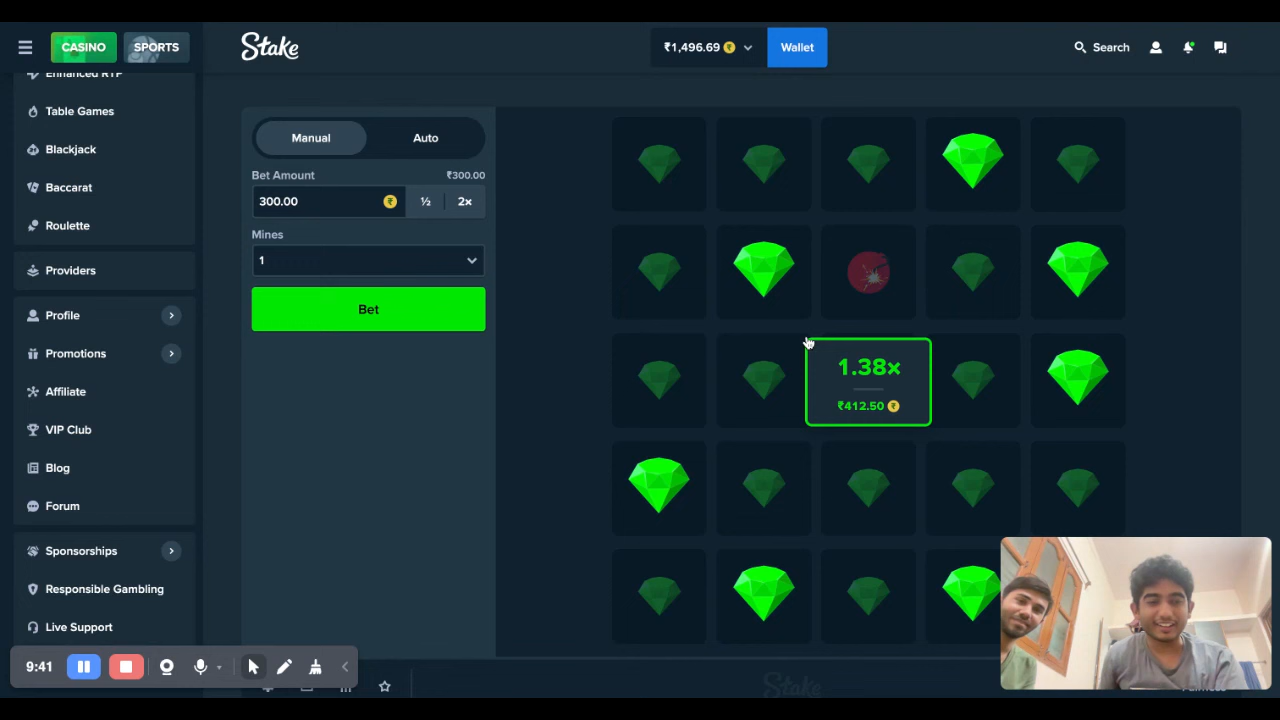 CASINO
SPORTS
Stake
₹1,496.69
Wallet
Search
Enhanced RTP
Table Games
Blackjack
Baccarat
Roulette
Providers
Profile
Promotions
Affiliate
VIP Club
Blog
Forum
Sponsorships
Responsible Gambling
Live Support
Manual
Auto
Bet Amount
₹300.00
300.00
½
2×
Mines
1
Bet
1.38×
₹412.50
9:41
Stake
Fairness